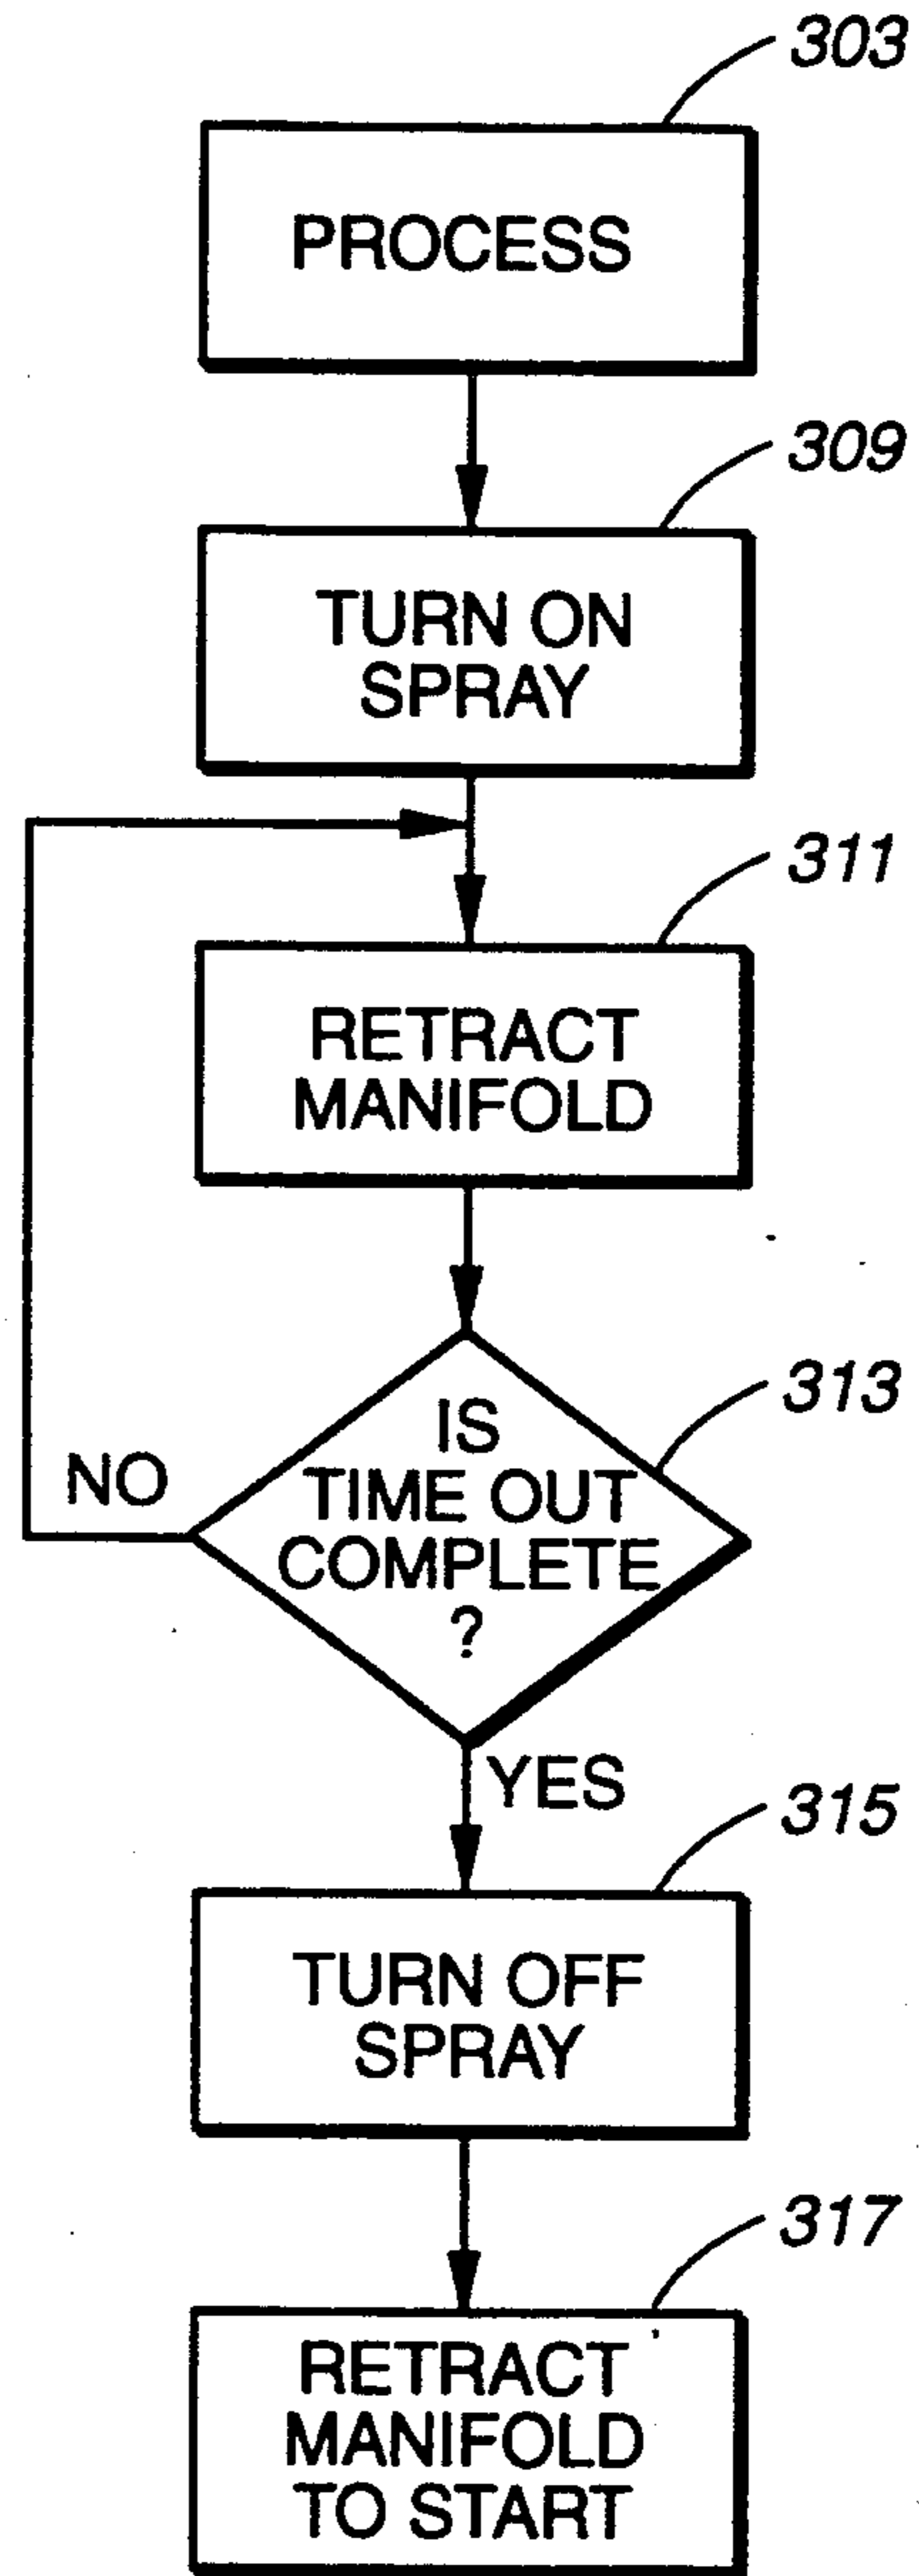 303
PROCESS
309
TURN ON
SPRAY
311
RETRACT
MANIFOLD
313
IS
TIME OUT
COMPLETE
?
NO
YES
315
TURN OFF
SPRAY
317
RETRACT
MANIFOLD
TO START